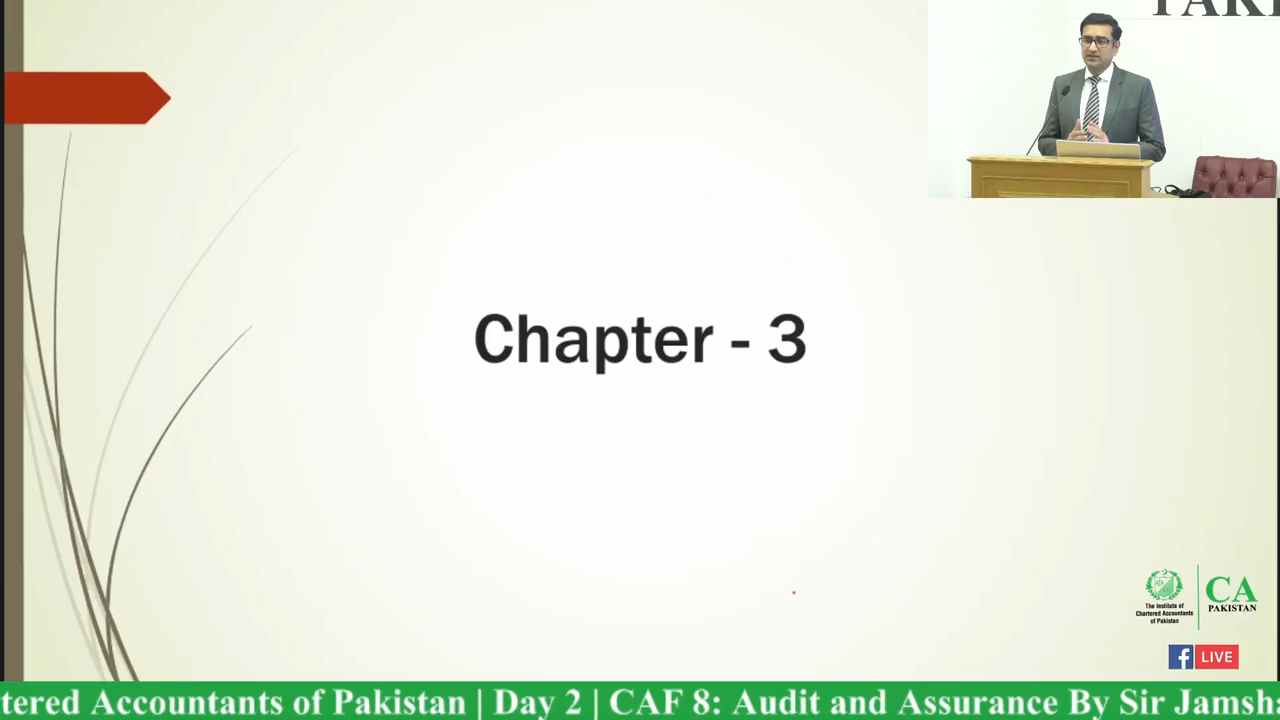 Chapter - 3
The Institute of
Chartered Accountants
of Pakistan
CA
PAKISTAN
LIVE
tered Accountants of Pakistan | Day 2 | CAF 8: Audit and Assurance By Sir Jamsh